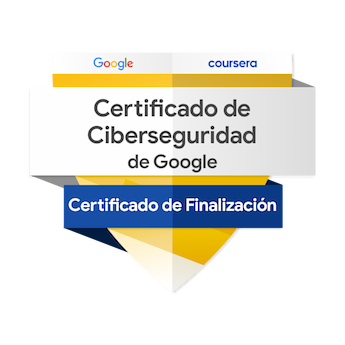 Google coursera
Certificado de
Ciberseguridad
de Google
Certificado de Finalización